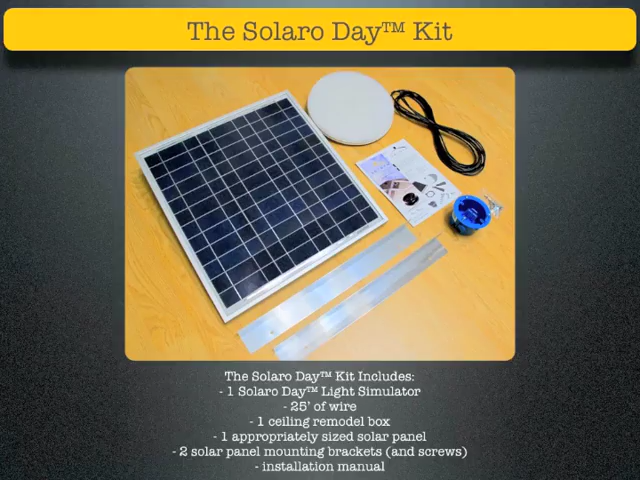 The Solaro Day™ Kit
The Solaro Day™ Kit Includes:
- 1 Solaro Day™ Light Simulator
- 25' of wire
- 1 ceiling remodel box
- 1 appropriately sized solar panel
- 2 solar panel mounting brackets (and screws)
- installation manual